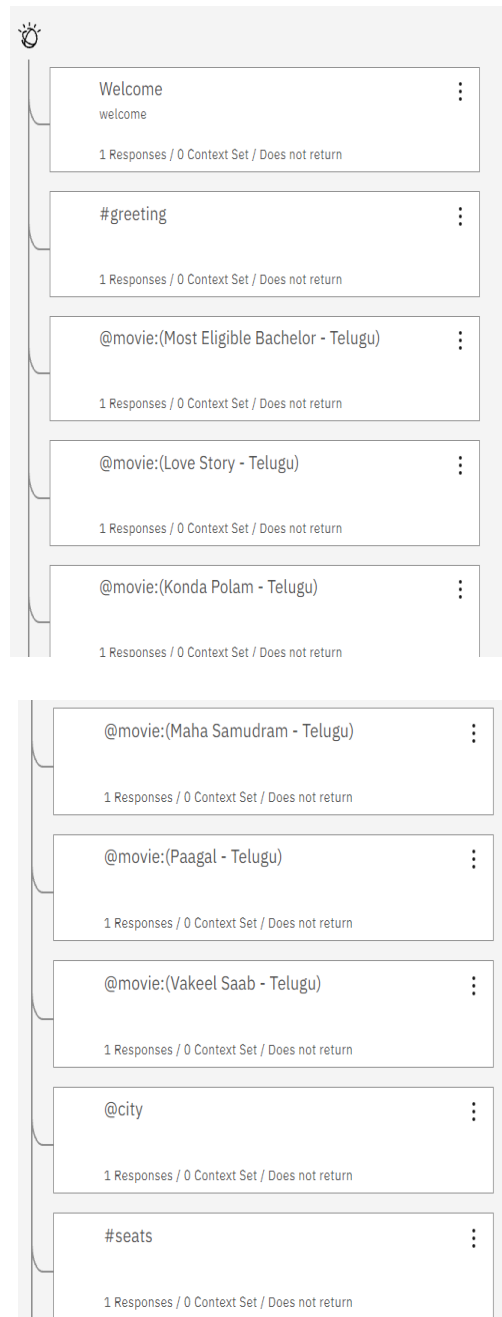 Welcome
welcome
1 Responses / 0 Context Set / Does not return
#greeting
1 Responses / 0 Context Set / Does not return
@movie:(Most Eligible Bachelor - Telugu)
1 Responses / 0 Context Set / Does not return
@movie:(Love Story - Telugu)
1 Responses / 0 Context Set / Does not return
@movie:(Konda Polam - Telugu)
1 Responses / 0 Context Set / Does not return
@movie:(Maha Samudram - Telugu)
1 Responses / 0 Context Set / Does not return
@movie:(Paagal - Telugu)
1 Responses / 0 Context Set / Does not return
@movie:(Vakeel Saab - Telugu)
1 Responses / 0 Context Set / Does not return
@city
1 Responses / 0 Context Set / Does not return
#seats
1 Responses / 0 Context Set / Does not return